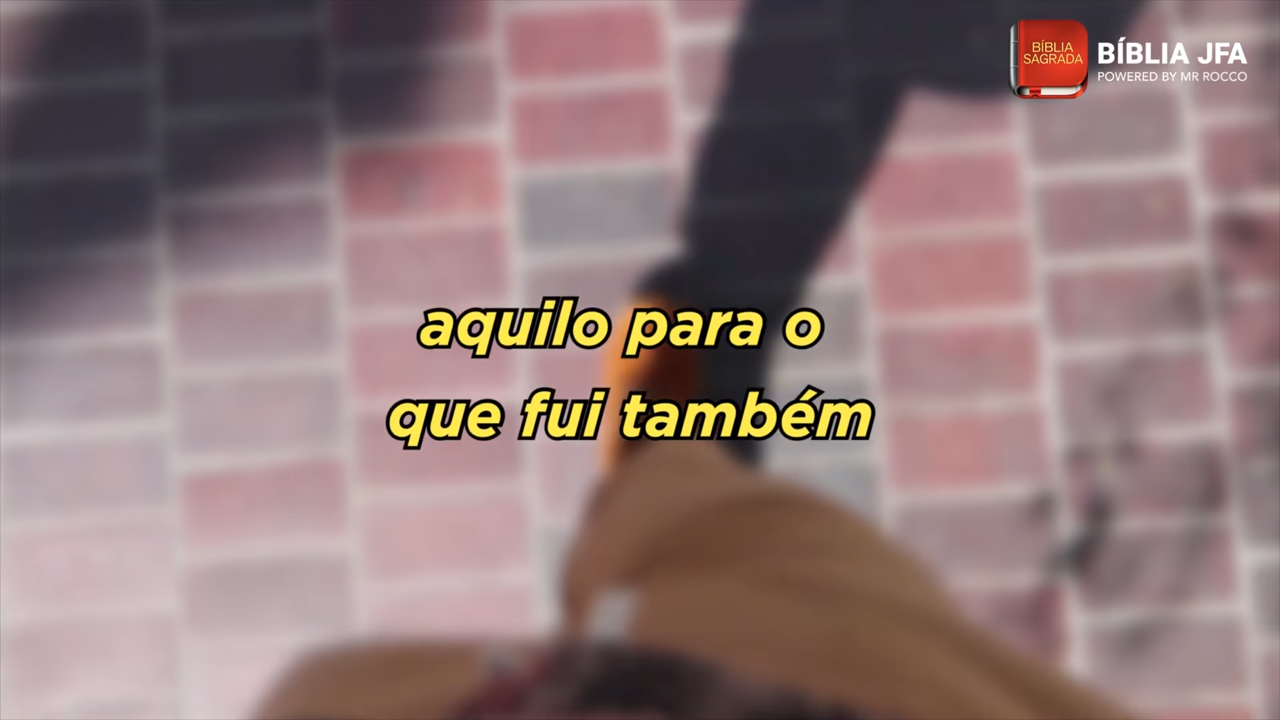 BÍBLIA
SAGRADA
BÍBLIA JFA
POWERED BY MR ROCCO
aquilo para o
que fui também